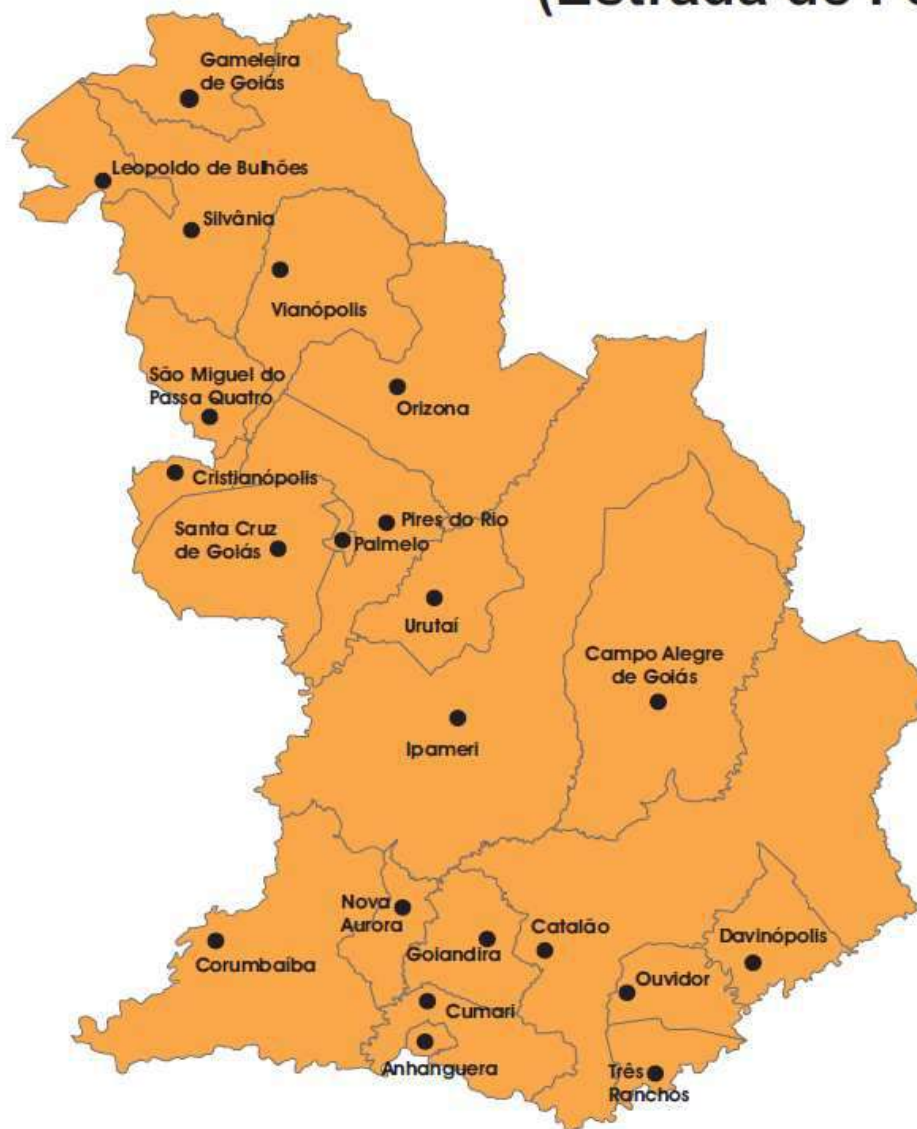 (Estrada de F
Gameleira
de Goiás
Leopoldo de Bulhões
Silvânia
Vianópolis
São Miguel do
Passa Quatro
Orizona
Cristianópolis
Pires do Rio
Santa Cruz
de Goiás
Palmelo
Urutaí
Campo Alegre
de Goiás
Ipameri
Nova
Aurora
Goiandira
Catalão
Davinópolis
Corumbaíba
Ouvidor
Cumari
Anhanguera
Três
Ranchos